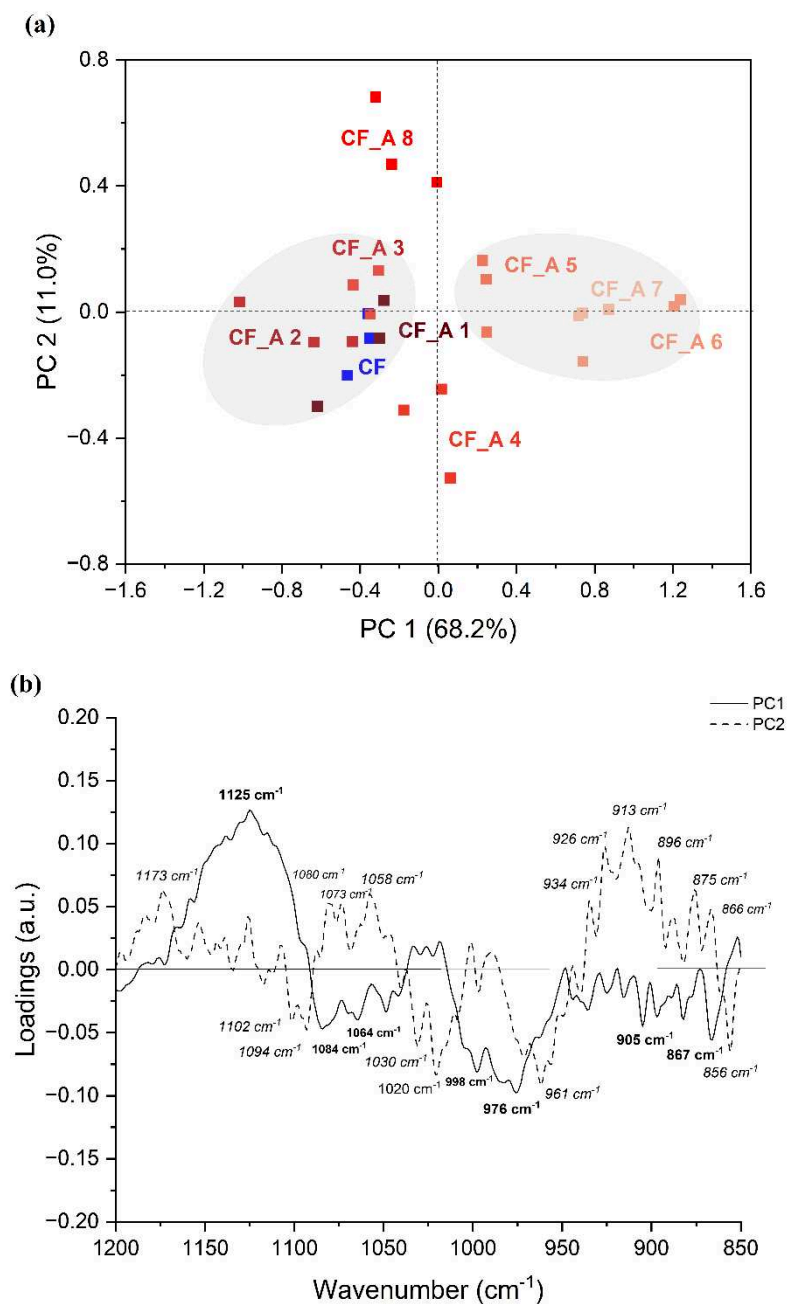 (a)
0.8
CF_A 8
0.4
CF_A 3
CF_A 5
PC 2 (11.0%)
0.0
CF_A 7
CF_A 2
CF_A 1
CF_A 6
CF
−0.4
CF_A 4
−0.8
−1.6 −1.2 −0.8 −0.4 0.0 0.4 0.8 1.2 1.6
PC 1 (68.2%)
(b)
PC1
PC2
0.20
0.15
1125 cm⁻¹
913 cm⁻¹
926 cm⁻¹
896 cm⁻¹
0.10
1173 cm⁻¹
1080 cm⁻¹
1073 cm⁻¹
1058 cm⁻¹
934 cm⁻¹
875 cm⁻¹
866 cm⁻¹
0.05
Loadings (a.u.)
0.00
1102 cm⁻¹
1094 cm⁻¹
1084 cm⁻¹
1064 cm⁻¹
905 cm⁻¹
867 cm⁻¹
−0.05
1030 cm⁻¹
1020 cm⁻¹
998 cm⁻¹
976 cm⁻¹
961 cm⁻¹
856 cm⁻¹
−0.10
−0.15
−0.20
1200 1150 1100 1050 1000 950 900 850
Wavenumber (cm⁻¹)